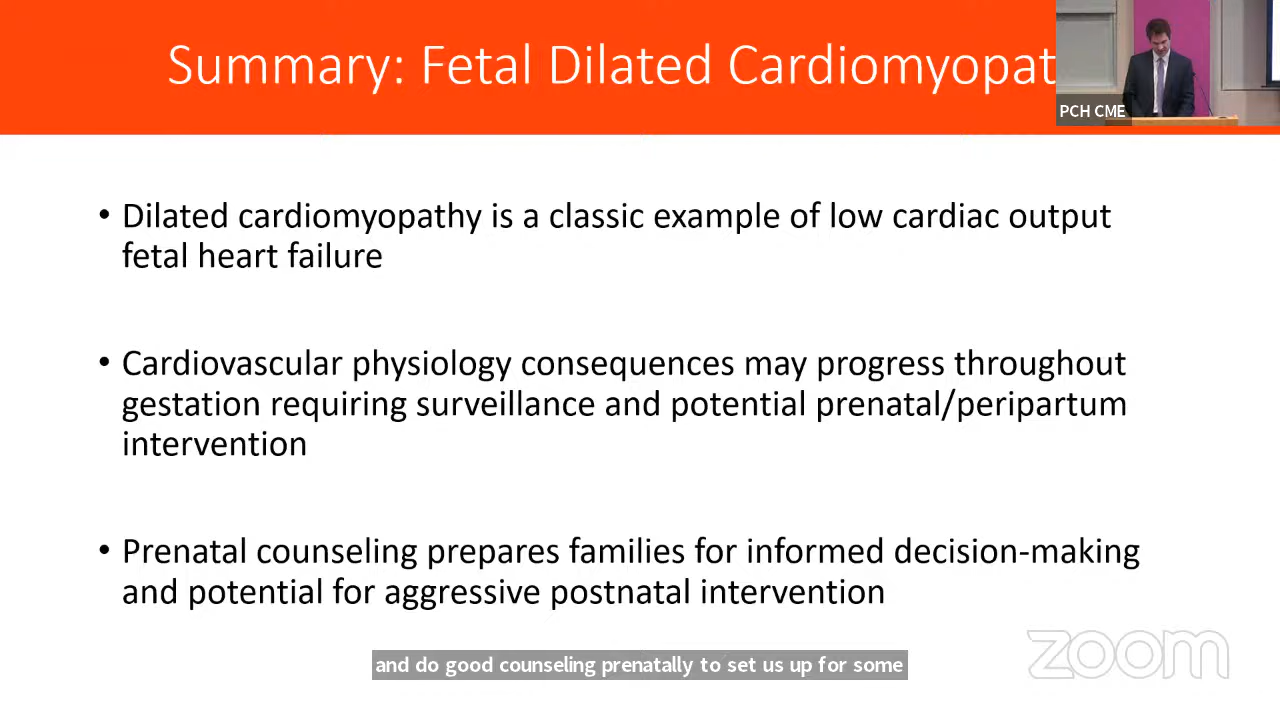 Summary: Fetal Dilated Cardiomyopat
PCH CME
• Dilated cardiomyopathy is a classic example of low cardiac output
fetal heart failure
• Cardiovascular physiology consequences may progress throughout
gestation requiring surveillance and potential prenatal/peripartum
intervention
• Prenatal counseling prepares families for informed decision-making
and potential for aggressive postnatal intervention
and do good counseling prenatally to set us up for some
zoom